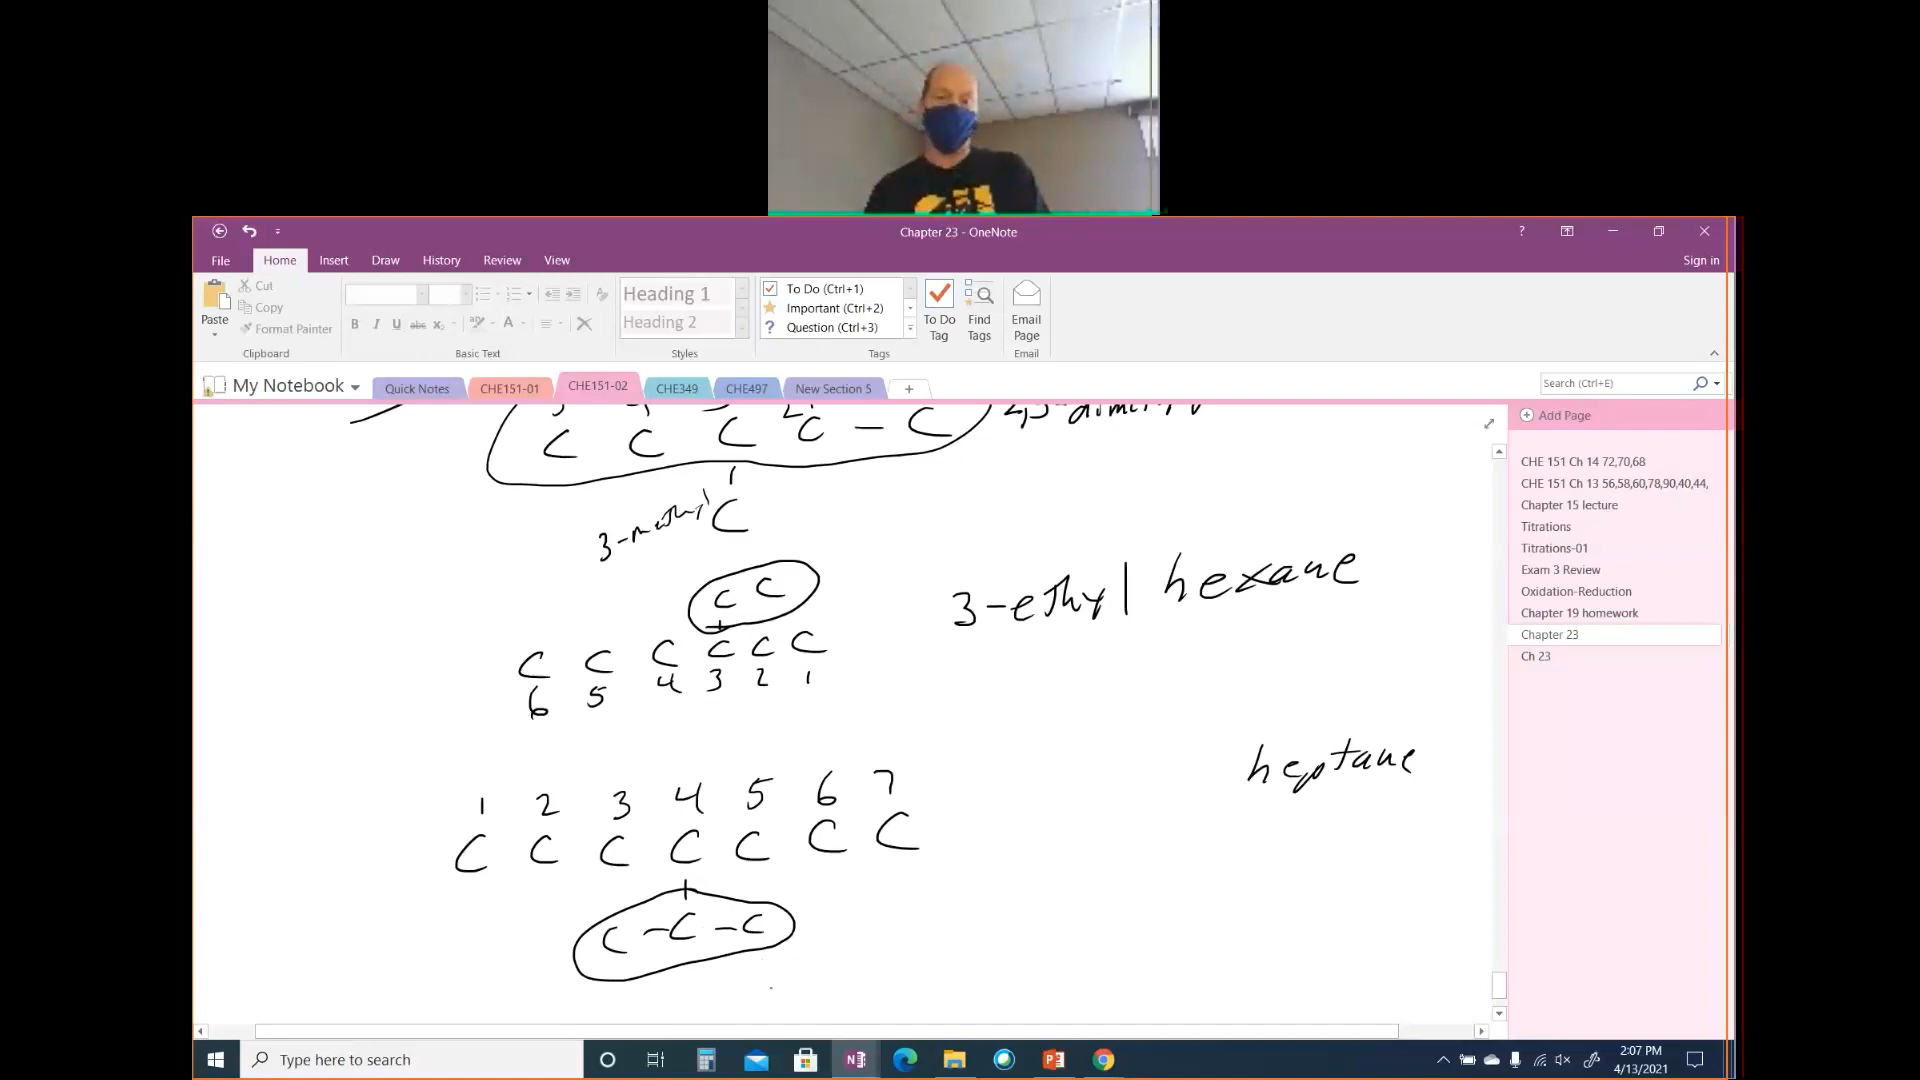 Chapter 23 - OneNote
?
File Home Insert Draw History Review View
Sign in
Paste
Cut
Copy
Format Painter
Clipboard
B I U abc x₂ A
Basic Text
Heading 1
Heading 2
Styles
To Do (Ctrl+1)
Important (Ctrl+2)
? Question (Ctrl+3)
Tags
To Do Tag
Find Tags
Email Page
Email
My Notebook
Quick Notes CHE151-01 CHE151-02 CHE349 CHE497 New Section 5 +
Search (Ctrl+E)
Add Page
CHE 151 Ch 14 72,70,68
CHE 151 Ch 13 56,58,60,78,90,40,44,
Chapter 15 lecture
Titrations
Titrations-01
Exam 3 Review
Oxidation-Reduction
Chapter 19 homework
Chapter 23
Ch 23
C C C C - C
3-methyl C
C C
3-ethyl hexane
C C C C C C
6 5 4 3 2 1
heptane
1 2 3 4 5 6 7
C C C C C C C
C-C-C
Type here to search
2:07 PM
4/13/2021